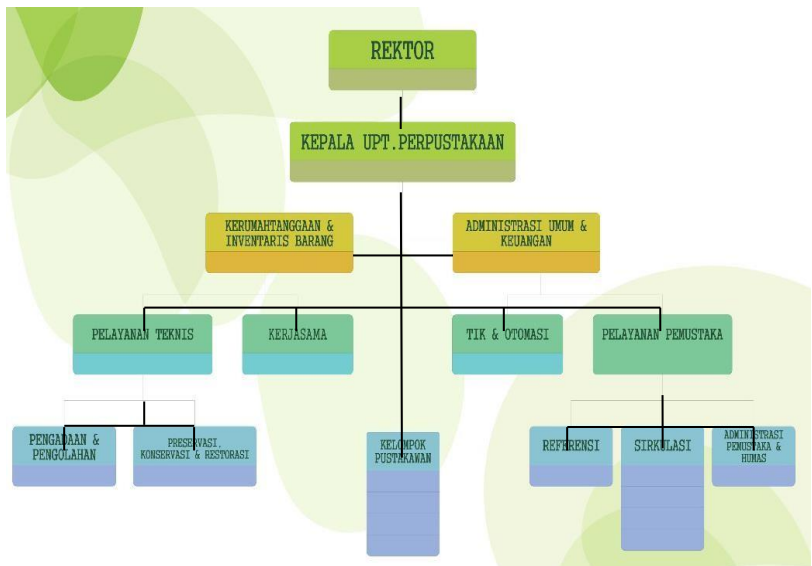 REKTOR
KEPALA UPT.PERPUSTAKAAN
KERUMAHTANGGAAN &
INVENTARIS BARANG
ADMINISTRASI UMUM &
KEUANGAN
PELAYANAN TEKNIS
KERJASAMA
TIK & OTOMASI
PELAYANAN PEMUSTAKA
PENGADAAN &
PENGOLAHAN
PRESERVASI,
KONSERVASI & RESTORASI
KELOMPOK
PUSTAKAWAN
REFERENSI
SIRKULASI
ADMINISTRASI
PEMUSTAKA &
HUMAS